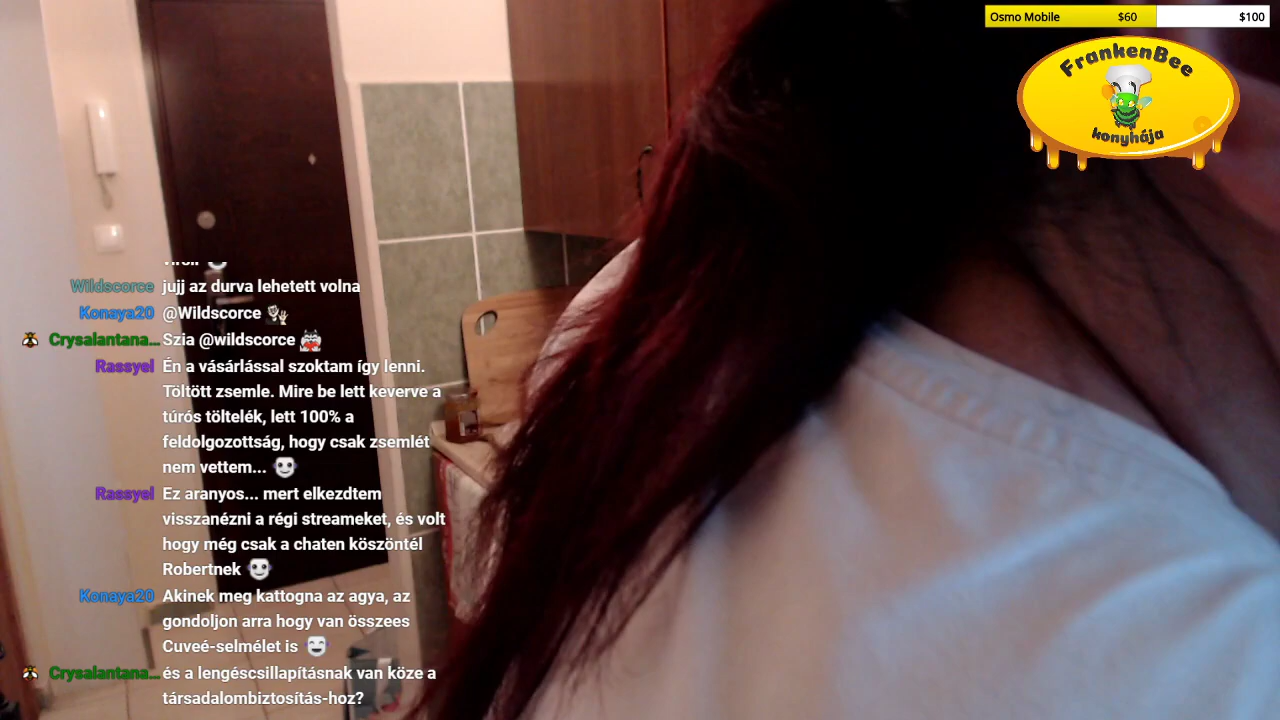 Osmo Mobile $60 $100
FrankenBee
konyhája
Wildscorce jujj az durva lehetett volna
Konaya20 @Wildscorce
Crysalantana... Szia @wildscorce
Rassyel Én a vásárlással szoktam így lenni.
Töltött zsemle. Mire be lett keverve a
túrós töltelék, lett 100% a
feldolgozottság, hogy csak zsemlét
nem vettem...
Rassyel Ez aranyos... mert elkezdtem
visszanézni a régi streameket, és volt
hogy még csak a chaten köszöntél
Robertnek
Konaya20 Akinek meg kattogna az agya, az
gondoljon arra hogy van összees
Cuveé-selmélet is
Crysalantana... és a lengéscsillapításnak van köze a
társadalombiztosítás-hoz?